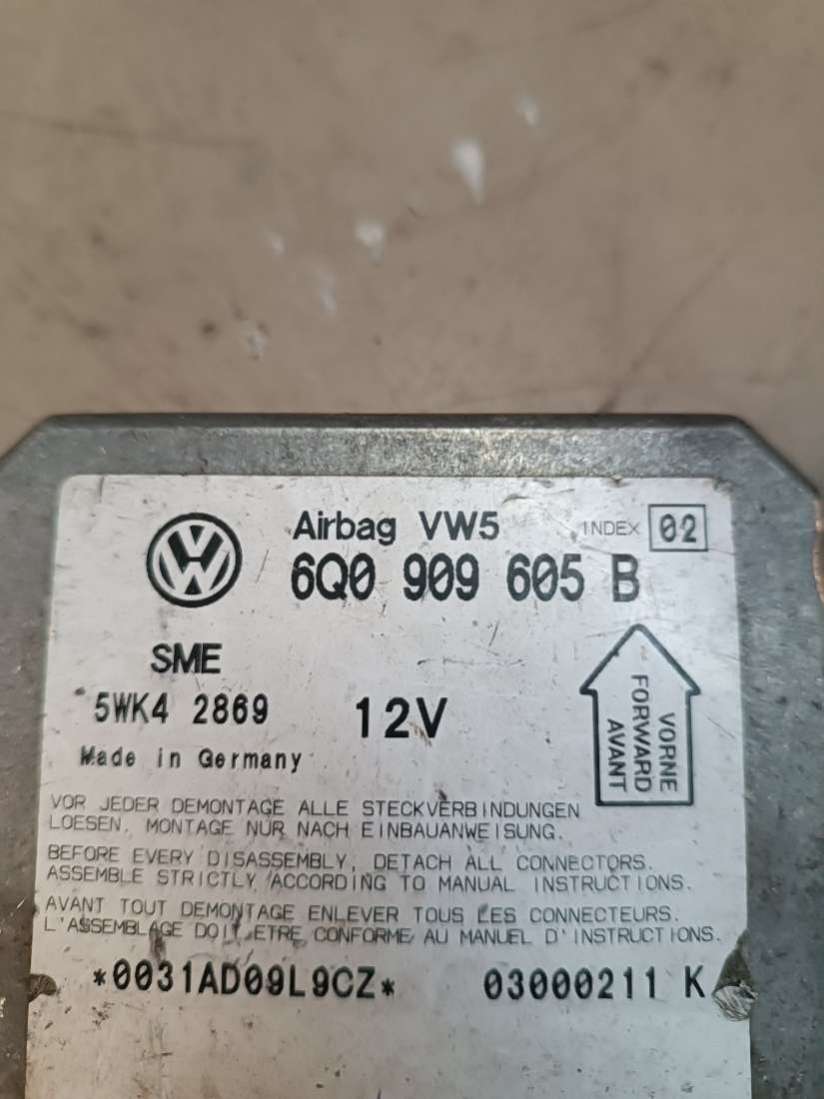 Airbag VW5 INDEX 02
6Q0 909 605 B
SME
5WK4 2869 12V
Made in Germany
VORNE
FORWARD
AVANT
VOR JEDER DEMONTAGE ALLE STECKVERBINDUNGEN
LOESEN, MONTAGE NUR NACH EINBAUANWEISUNG.
BEFORE EVERY DISASSEMBLY, DETACH ALL CONNECTORS.
ASSEMBLE STRICTLY ACCORDING TO MANUAL INSTRUCTIONS.
AVANT TOUT DEMONTAGE ENLEVER TOUS LES CONNECTEURS.
L'ASSEMBLAGE DOIT ETRE CONFORME AU MANUEL D'INSTRUCTIONS.
*0031AD09L9CZ* 03000211 K